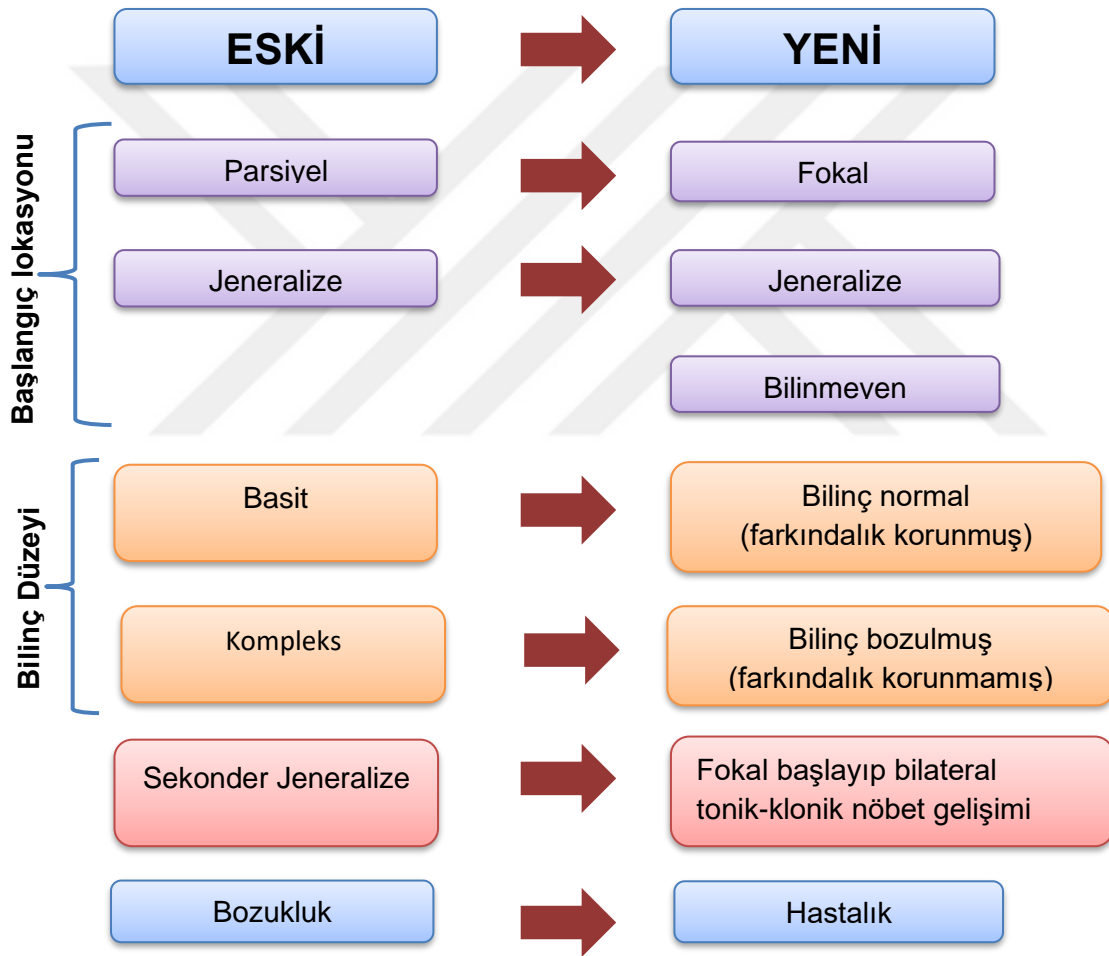 ESKİ
YENİ
Başlangıç lokasyonu
Parsiyel
Fokal
Jeneralize
Jeneralize
Bilinmeyen
Bilinç Düzeyi
Basit
Bilinç normal
(farkındalık korunmuş)
Kompleks
Bilinç bozulmuş
(farkındalık korunmamış)
Sekonder Jeneralize
Fokal başlayıp bilateral
tonik-klonik nöbet gelişimi
Bozukluk
Hastalık